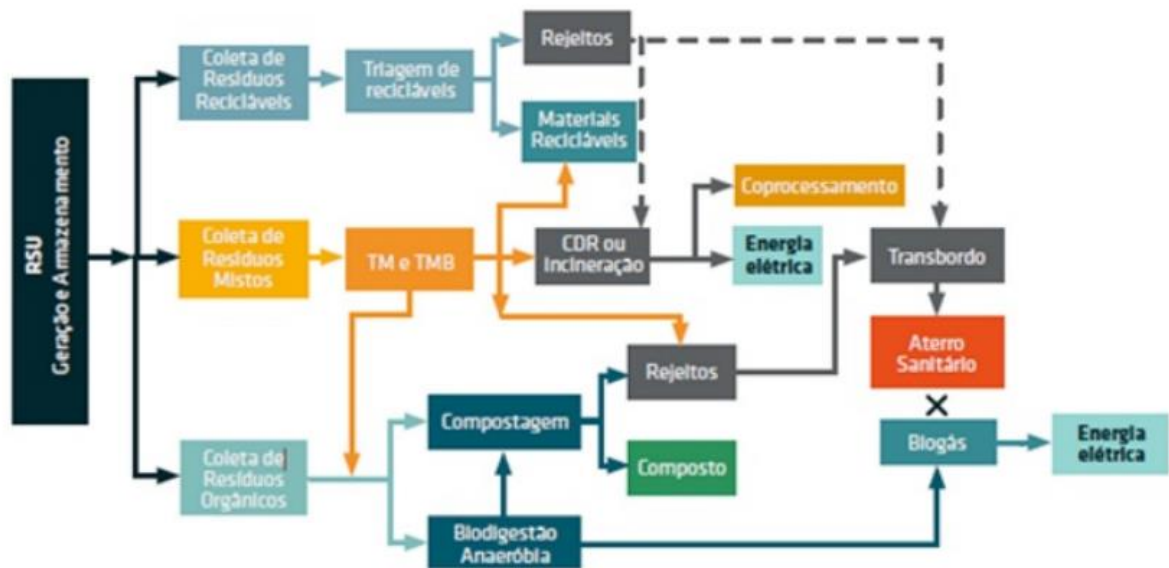 RSU
Geração e Armazenamento
Coleta de
Resíduos
Recicláveis
Triagem de
recicláveis
Rejeitos
Materiais
Recicláveis
Coleta de
Resíduos
Mistos
TM e TMB
CDR ou
Incineração
Coprocessamento
Energia
elétrica
Transbordo
Aterro
Sanitário
Rejeitos
Compostagem
Composto
Coleta de
Resíduos
Orgânicos
Biodigestão
Anaeróbia
Biogás
Energia
elétrica